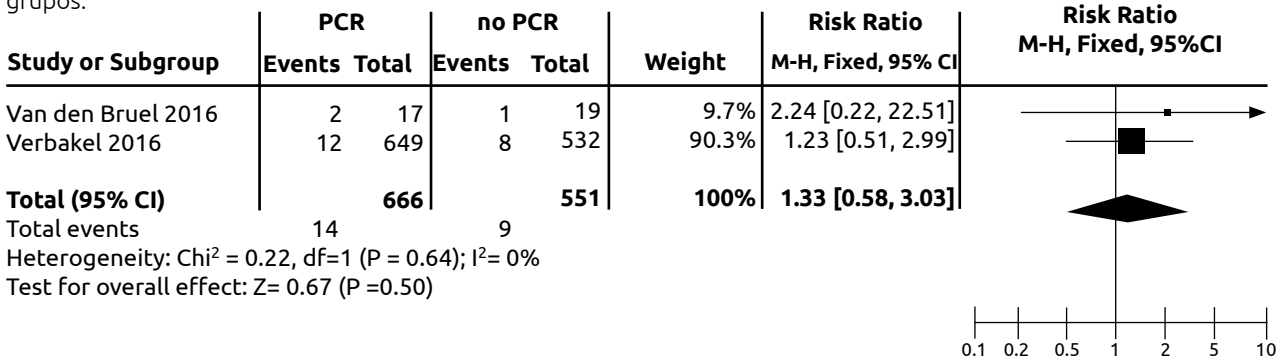 grupos.
PCR no PCR Risk Ratio Risk Ratio
Study or Subgroup Events Total Events Total Weight M-H, Fixed, 95% CI M-H, Fixed, 95%CI
Van den Bruel 2016 2 17 1 19 9.7% 2.24 [0.22, 22.51]
Verbakel 2016 12 649 8 532 90.3% 1.23 [0.51, 2.99]
Total (95% CI) 666 551 100% 1.33 [0.58, 3.03]
Total events 14 9
Heterogeneity: Chi² = 0.22, df=1 (P = 0.64); I²= 0%
Test for overall effect: Z= 0.67 (P =0.50)
0.1 0.2 0.5 1 2 5 10